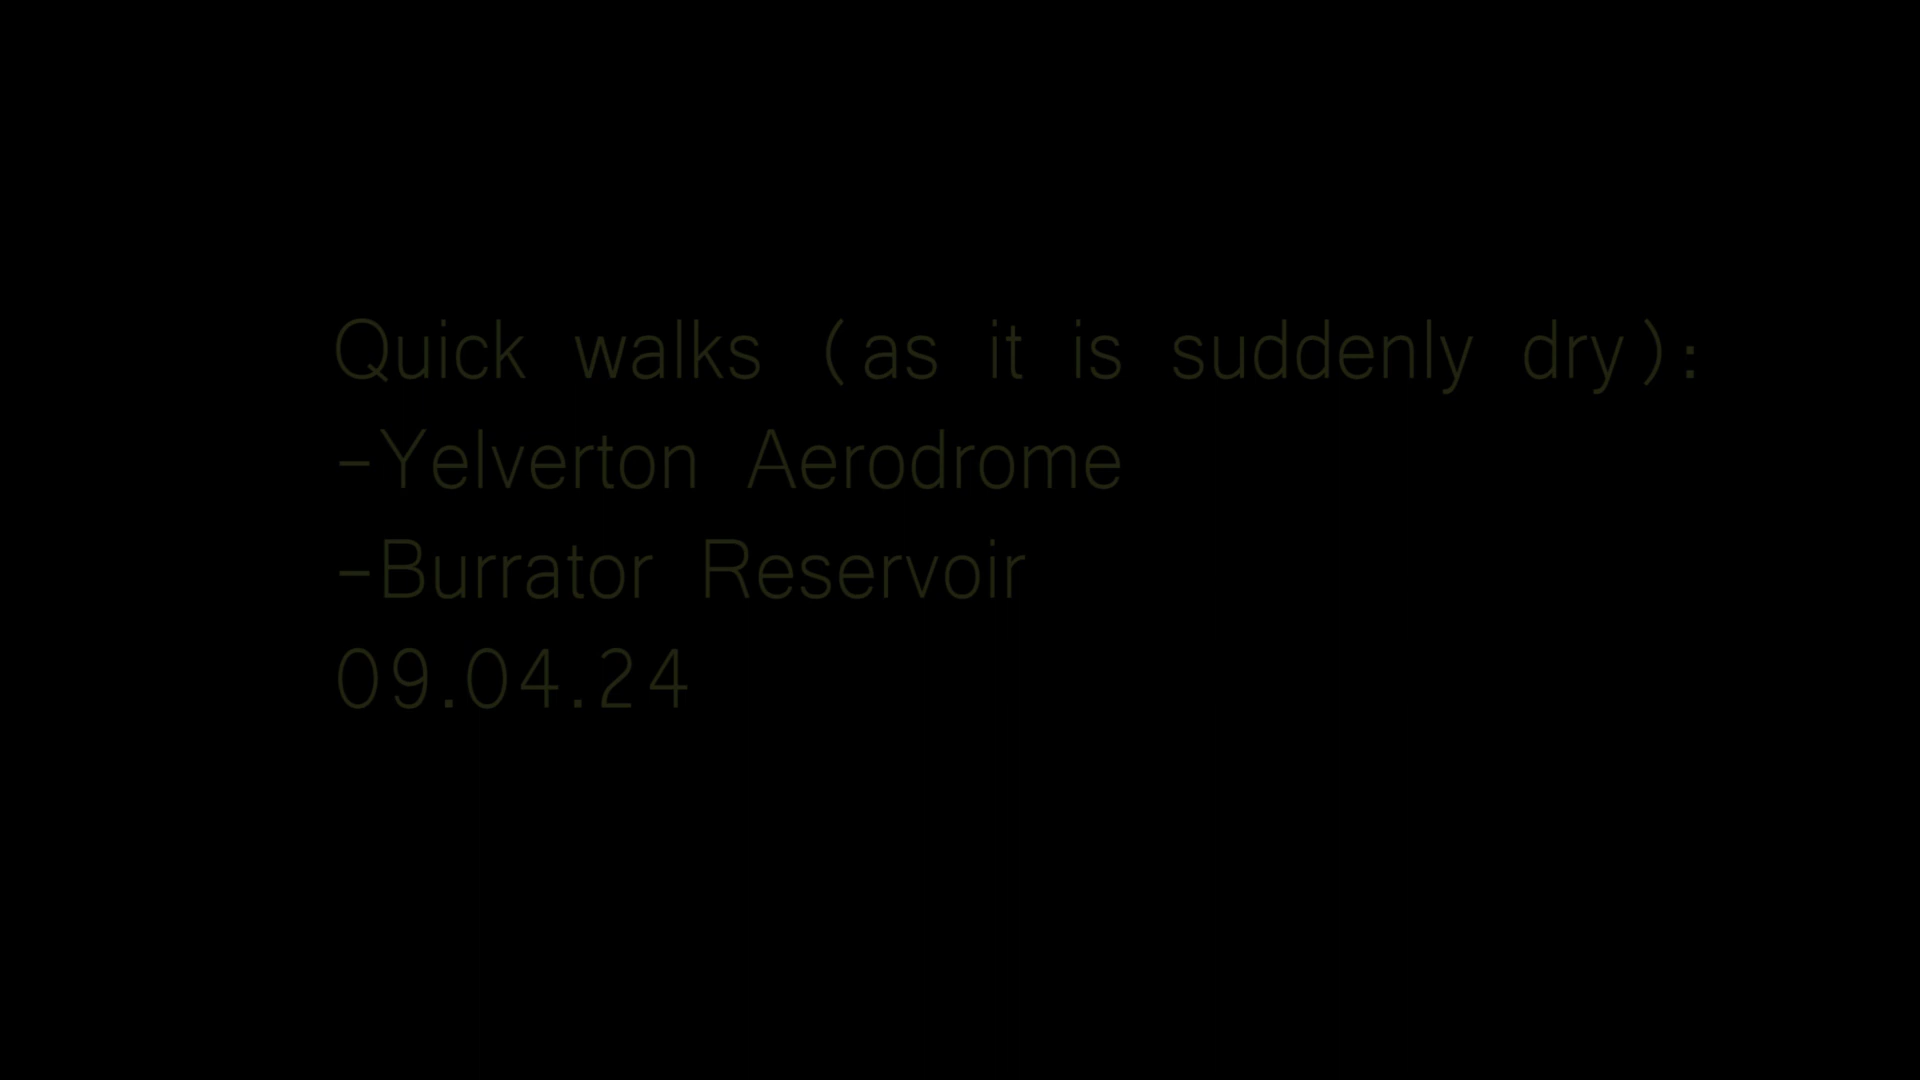 Quick walks (as it is suddenly dry):
-Yelverton Aerodrome
-Burrator Reservoir
09.04.24